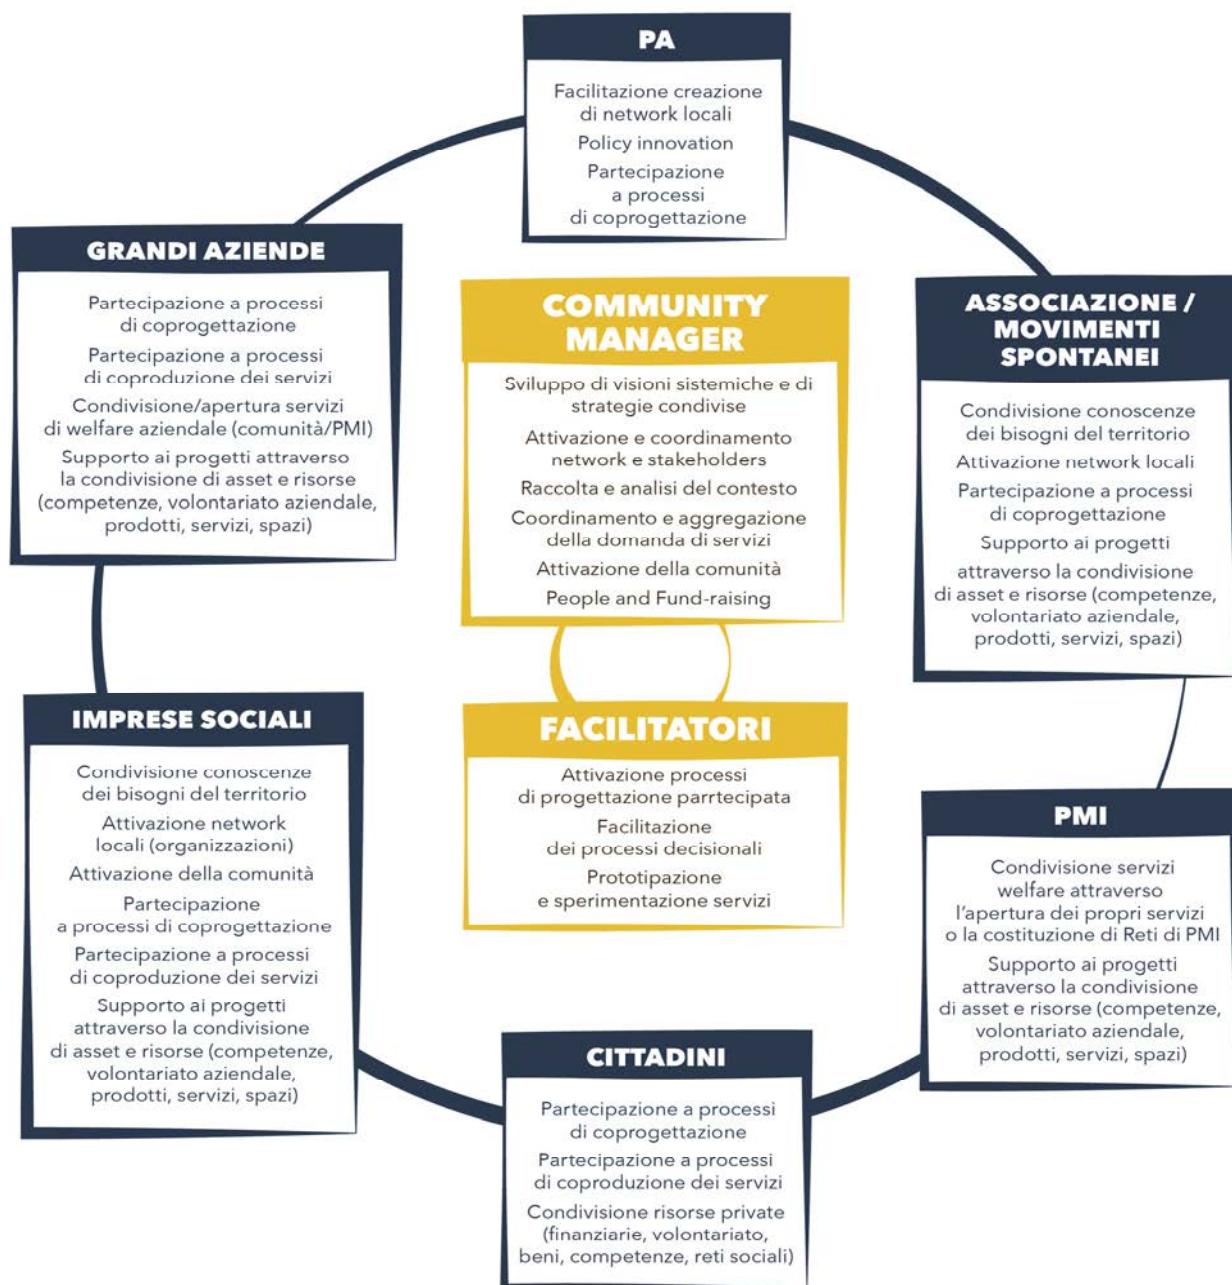 PA
Facilitazione creazione
di network locali
Policy innovation
Partecipazione
a processi
di coprogettazione
GRANDI AZIENDE
Partecipazione a processi
di coprogettazione
Partecipazione a processi
di coproduzione dei servizi
Condivisione/apertura servizi
di welfare aziendale (comunità/PMI)
Supporto ai progetti attraverso
la condivisione di asset e risorse
(competenze, volontariato aziendale,
prodotti, servizi, spazi)
COMMUNITY
MANAGER
Sviluppo di visioni sistemiche e di
strategie condivise
Attivazione e coordinamento
network e stakeholders
Raccolta e analisi del contesto
Coordinamento e aggregazione
della domanda di servizi
Attivazione della comunità
People and Fund-raising
ASSOCIAZIONE /
MOVIMENTI
SPONTANEI
Condivisione conoscenze
dei bisogni del territorio
Attivazione network locali
Partecipazione a processi
di coprogettazione
Supporto ai progetti
attraverso la condivisione
di asset e risorse (competenze,
volontariato aziendale,
prodotti, servizi, spazi)
IMPRESE SOCIALI
Condivisione conoscenze
dei bisogni del territorio
Attivazione network
locali (organizzazioni)
Attivazione della comunità
Partecipazione
a processi di coprogettazione
Partecipazione a processi
di coproduzione dei servizi
Supporto ai progetti
attraverso la condivisione
di asset e risorse (competenze,
volontariato aziendale,
prodotti, servizi, spazi)
FACILITATORI
Attivazione processi
di progettazione parrtecipata
Facilitazione
dei processi decisionali
Prototipazione
e sperimentazione servizi
PMI
Condivisione servizi
welfare attraverso
l'apertura dei propri servizi
o la costituzione di Reti di PMI
Supporto ai progetti
attraverso la condivisione
di asset e risorse (competenze,
volontariato aziendale,
prodotti, servizi, spazi)
CITTADINI
Partecipazione a processi
di coprogettazione
Partecipazione a processi
di coproduzione dei servizi
Condivisione risorse private
(finanziarie, volontariato,
beni, competenze, reti sociali)